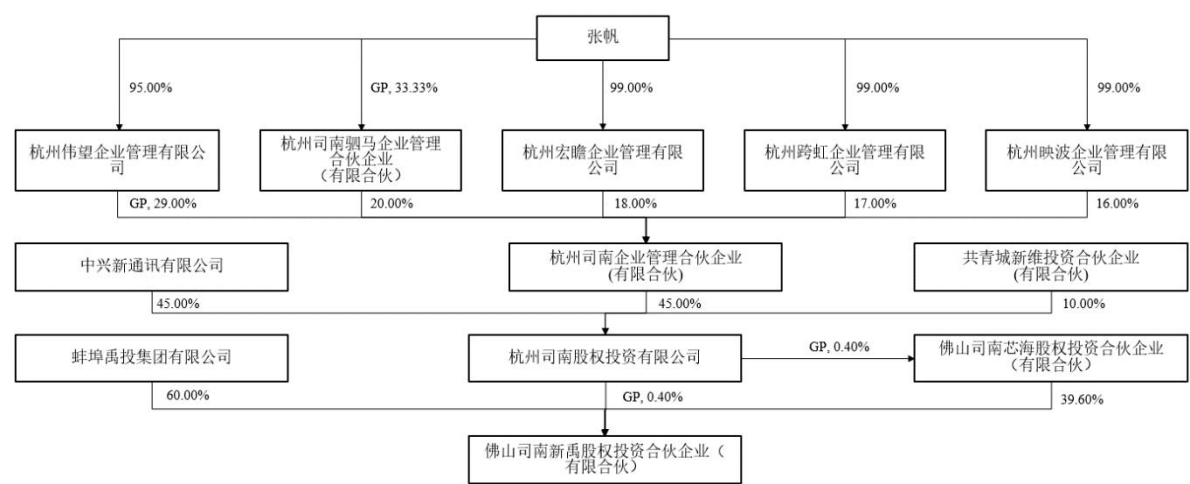 张帆
95.00%
GP, 33.33%
99.00%
99.00%
99.00%
杭州伟望企业管理有限公
司
杭州司南驷马企业管理
合伙企业
（有限合伙）
杭州宏瞻企业管理有限
公司
杭州跨虹企业管理有限
公司
杭州映波企业管理有限
公司
GP, 29.00%
20.00%
18.00%
17.00%
16.00%
中兴新通讯有限公司
杭州司南企业管理合伙企业
(有限合伙)
共青城新维投资合伙企业
(有限合伙)
45.00%
45.00%
10.00%
蚌埠禹投集团有限公司
杭州司南股权投资有限公司
GP, 0.40%
佛山司南芯海股权投资合伙企业
（有限合伙）
60.00%
GP, 0.40%
39.60%
佛山司南新禹股权投资合伙企业（
有限合伙）